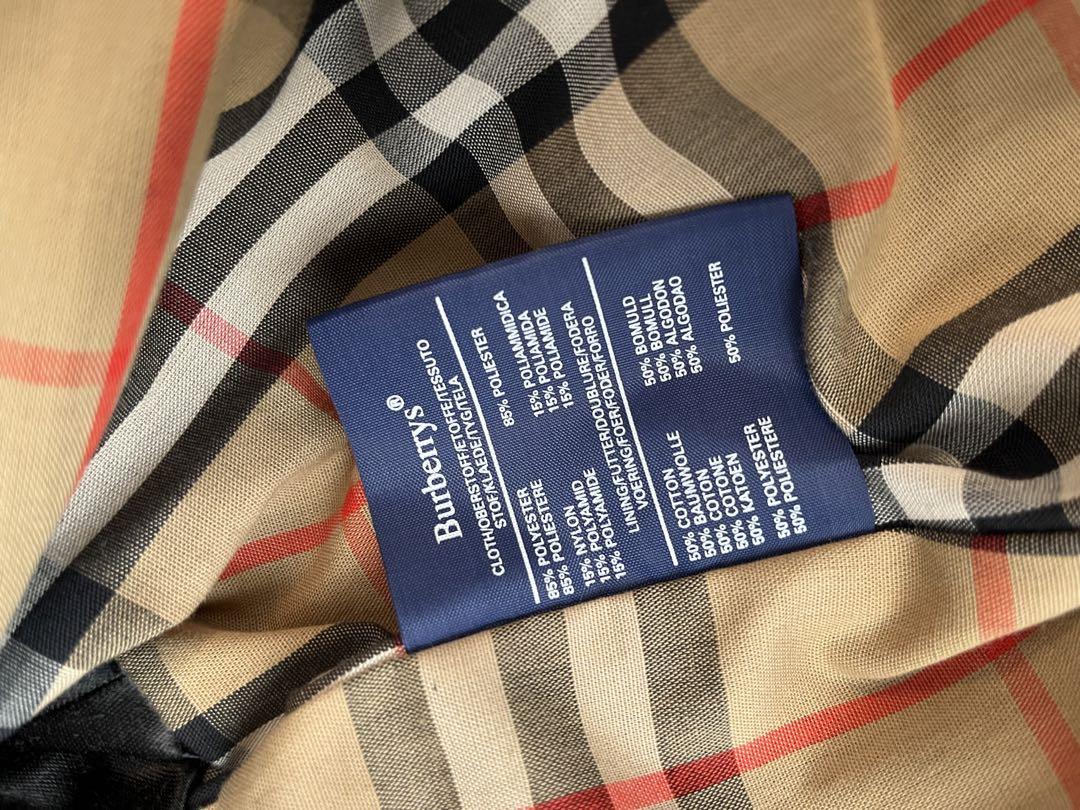 Burberrys®
CLOTH/OBERSTOFF/ETOFFE/TESSUTO
STOF/KLAEDE/TYG/TELA
85% POLYESTER 85% POLIESTER
85% POLIESTERE
15% NYLON 15% POLIAMMIDICA
15% POLYAMID 15% POLIAMIDA
15% POLYAMIDE 15% POLIAMIDE
15%
LINING/FUTTER/DOUBLURE/FODERA
VOERING/FOER/FODER/FORRO
50% COTTON 50% BOMULD
50% BAUMWOLLE 50% BOMULL
50% COTONE 50% ALGODON
50% COTON 50% ALGODAO
50% KATOEN
50% POLYESTER 50% POLIESTER
50% POLIESTERE